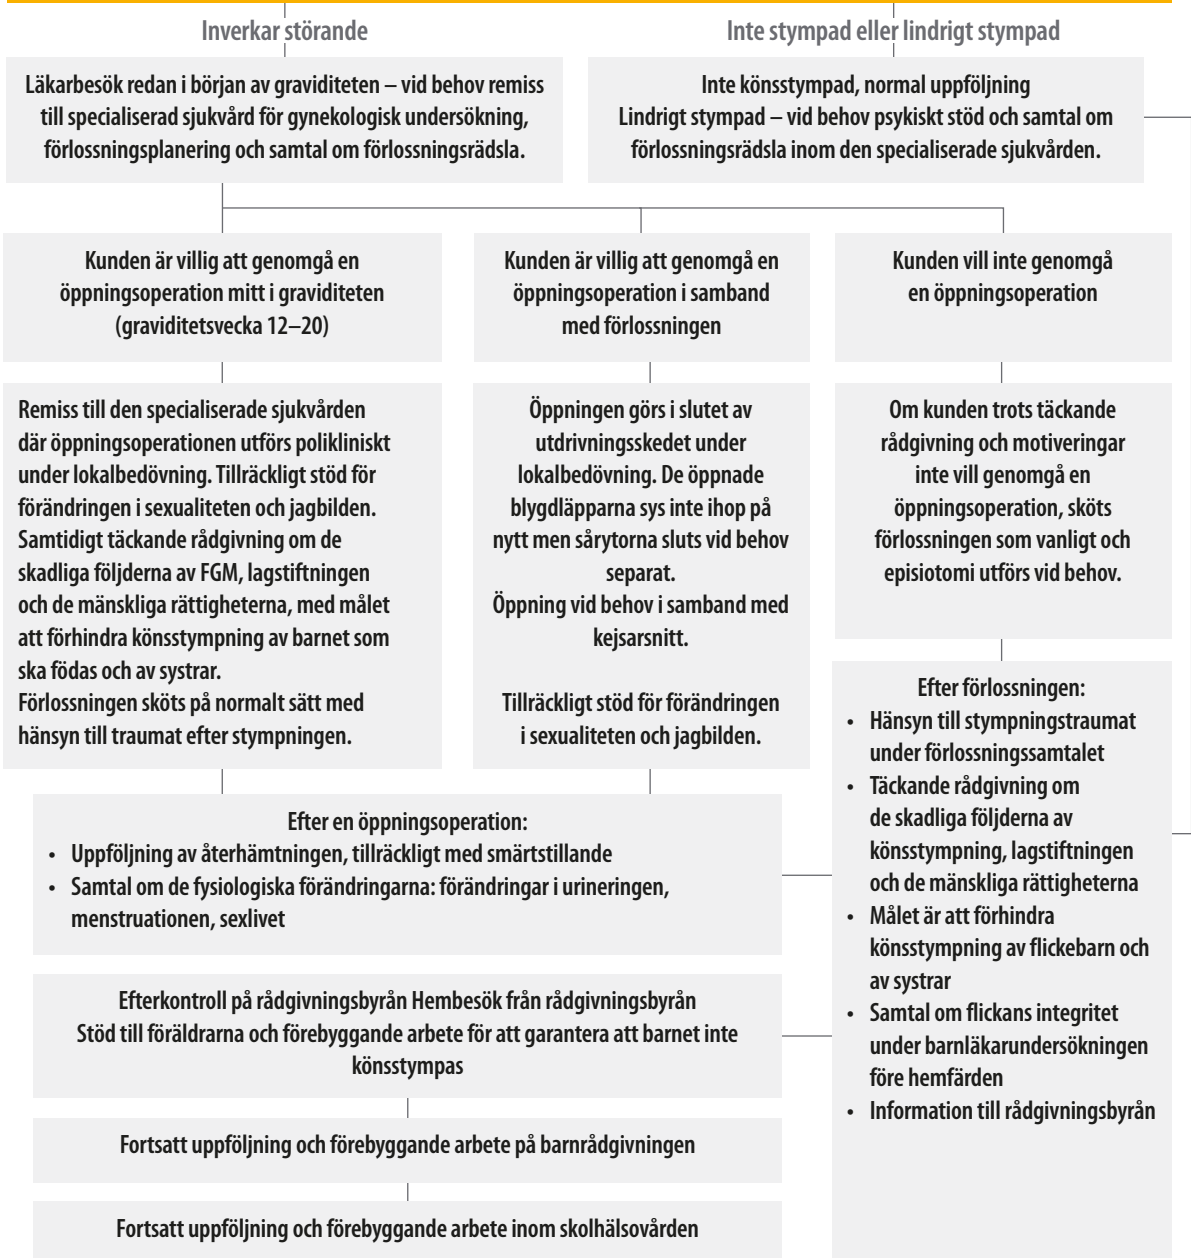 Inverkar störande
Inte stympad eller lindrigt stympad
Läkarbesök redan i början av graviditeten – vid behov remiss
till specialiserad sjukvård för gynekologisk undersökning,
förlossningsplanering och samtal om förlossningsrädsla.
Inte könsstympad, normal uppföljning
Lindrigt stympad – vid behov psykiskt stöd och samtal om
förlossningsrädsla inom den specialiserade sjukvården.
Kunden är villig att genomgå en
öppningsoperation mitt i graviditeten
(graviditetsvecka 12–20)
Kunden är villig att genomgå en
öppningsoperation i samband
med förlossningen
Kunden vill inte genomgå
en öppningsoperation
Remiss till den specialiserade sjukvården
där öppningsoperationen utförs polikliniskt
under lokalbedövning. Tillräckligt stöd för
förändringen i sexualiteten och jagbilden.
Samtidigt täckande rådgivning om de
skadliga följderna av FGM, lagstiftningen
och de mänskliga rättigheterna, med målet
att förhindra könsstympning av barnet som
ska födas och av systrar.
Förlossningen sköts på normalt sätt med
hänsyn till traumat efter stympningen.
Öppningen görs i slutet av
utdrivningsskedet under
lokalbedövning. De öppnade
blygdläpparna sys inte ihop på
nytt men sårytorna sluts vid behov
separat.
Öppning vid behov i samband med
kejsarsnitt.
Tillräckligt stöd för förändringen
i sexualiteten och jagbilden.
Om kunden trots täckande
rådgivning och motiveringar
inte vill genomgå en
öppningsoperation, sköts
förlossningen som vanligt och
episiotomi utförs vid behov.
Efter en öppningsoperation:
• Uppföljning av återhämtningen, tillräckligt med smärtstillande
• Samtal om de fysiologiska förändringarna: förändringar i urineringen,
menstruationen, sexlivet
Efter förlossningen:
• Hänsyn till stympningstraumat
under förlossningssamtalet
• Täckande rådgivning om
de skadliga följderna av
könsstympning, lagstiftningen
och de mänskliga rättigheterna
• Målet är att förhindra
könsstympning av flickebarn och
av systrar
• Samtal om flickans integritet
under barnläkarundersökningen
före hemfärden
• Information till rådgivningsbyrån
Efterkontroll på rådgivningsbyrån Hembesök från rådgivningsbyrån
Stöd till föräldrarna och förebyggande arbete för att garantera att barnet inte
könsstympas
Fortsatt uppföljning och förebyggande arbete på barnrådgivningen
Fortsatt uppföljning och förebyggande arbete inom skolhälsovården